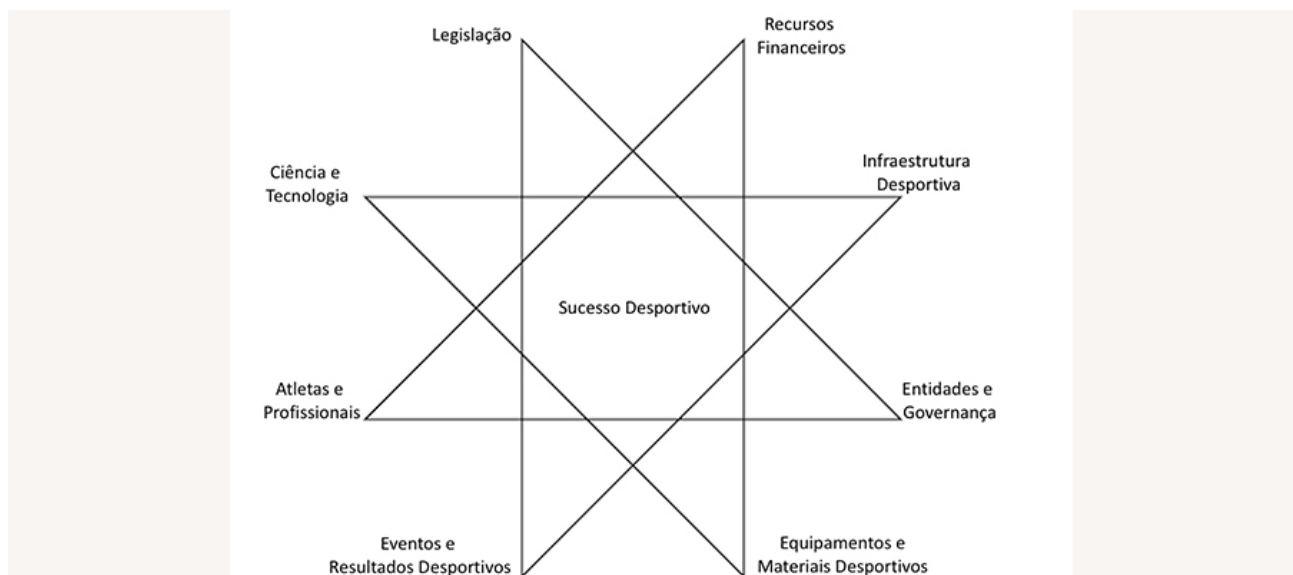 Legislação
Recursos
Financeiros
Ciência e
Tecnologia
Infraestrutura
Desportiva
Sucesso Desportivo
Atletas e
Profissionais
Entidades e
Governança
Eventos e
Resultados Desportivos
Equipamentos e
Materiais Desportivos